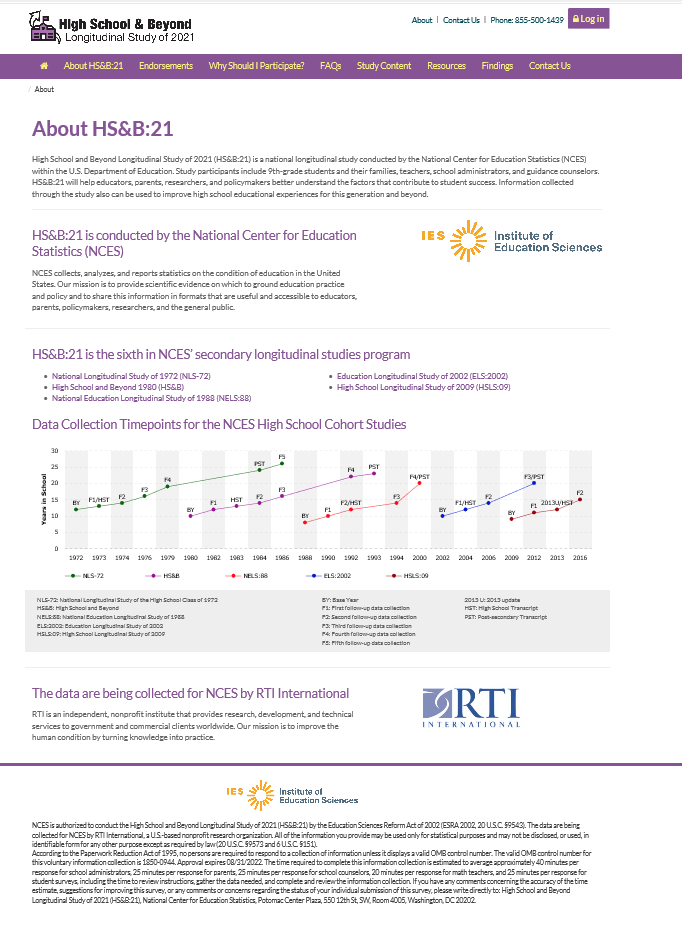 High School & Beyond
Longitudinal Study of 2021
About | Contact Us | Phone: 855-500-1439
Log in
About HS&B:21 Endorsements Why Should I Participate? FAQs Study Content Resources Findings Contact Us
/ About
About HS&B:21
High School and Beyond Longitudinal Study of 2021 (HS&B:21) is a national longitudinal study conducted by the National Center for Education Statistics (NCES)
within the U.S. Department of Education. Study participants include 9th-grade students and their families, teachers, school administrators, and guidance counselors.
HS&B:21 will help educators, parents, researchers, and policymakers better understand the factors that contribute to student success. Information collected
through the study also can be used to improve high school educational experiences for this generation and beyond.
HS&B:21 is conducted by the National Center for Education
Statistics (NCES)
IES Institute of
Education Sciences
NCES collects, analyzes, and reports statistics on the condition of education in the United
States. Our mission is to provide scientific evidence on which to ground education practice
and policy and to share this information in formats that are useful and accessible to educators,
parents, policymakers, researchers, and the general public.
HS&B:21 is the sixth in NCES' secondary longitudinal studies program
• National Longitudinal Study of 1972 (NLS-72)
• High School and Beyond 1980 (HS&B)
• National Education Longitudinal Study of 1988 (NELS:88)
• Education Longitudinal Study of 2002 (ELS:2002)
• High School Longitudinal Study of 2009 (HSLS:09)
Data Collection Timepoints for the NCES High School Cohort Studies
Years in School
30
25
20
15
10
5
0
BY F1/HST F2 F3 F4 PST F5
BY F1 HST F2 F3 F4 PST
BY F1 F2/HST F3 F4/PST
BY F1/HST F2 F3/PST
BY F1 2013U/HST F2
1972 1973 1974 1976 1979 1980 1982 1983 1984 1986 1988 1990 1992 1993 1994 2000 2002 2004 2006 2009 2012 2013 2016
NLS-72 HS&B NELS:88 ELS:2002 HSLS:09
NLS-72: National Longitudinal Study of the High School Class of 1972
HS&B: High School and Beyond
NELS:88: National Education Longitudinal Study of 1988
ELS:2002: Education Longitudinal Study of 2002
HSLS:09: High School Longitudinal Study of 2009
BY: Base Year
F1: First follow-up data collection
F2: Second follow-up data collection
F3: Third follow-up data collection
F4: Fourth follow-up data collection
F5: Fifth follow-up data collection
2013 U: 2013 update
HST: High School Transcript
PST: Post-secondary Transcript
The data are being collected for NCES by RTI International
RTI is an independent, nonprofit institute that provides research, development, and technical
services to government and commercial clients worldwide. Our mission is to improve the
human condition by turning knowledge into practice.
RTI
INTERNATIONAL
IES Institute of
Education Sciences
NCES is authorized to conduct the High School and Beyond Longitudinal Study of 2021 (HS&B:21) by the Education Sciences Reform Act of 2002 (ESRA 2002, 20 U.S.C. §9543). The data are being
collected for NCES by RTI International, a U.S.-based nonprofit research organization. All of the information you provide may be used only for statistical purposes and may not be disclosed, or used, in
identifiable form for any other purpose except as required by law (20 U.S.C. §9573 and 6 U.S.C. §151).
According to the Paperwork Reduction Act of 1995, no persons are required to respond to a collection of information unless it displays a valid OMB control number. The valid OMB control number for
this voluntary information collection is 1850-0944. Approval expires 08/31/2022. The time required to complete this information collection is estimated to average approximately 40 minutes per
response for school administrators, 25 minutes per response for parents, 25 minutes per response for school counselors, 20 minutes per response for math teachers, and 25 minutes per response for
student surveys, including the time to review instructions, gather the data needed, and complete and review the information collection. If you have any comments concerning the accuracy of the time
estimate, suggestions for improving this survey, or any comments or concerns regarding the status of your individual submission of this survey, please write directly to: High School and Beyond
Longitudinal Study of 2021 (HS&B:21), National Center for Education Statistics, Potomac Center Plaza, 550 12th St, SW, Room 4005, Washington, DC 20202.